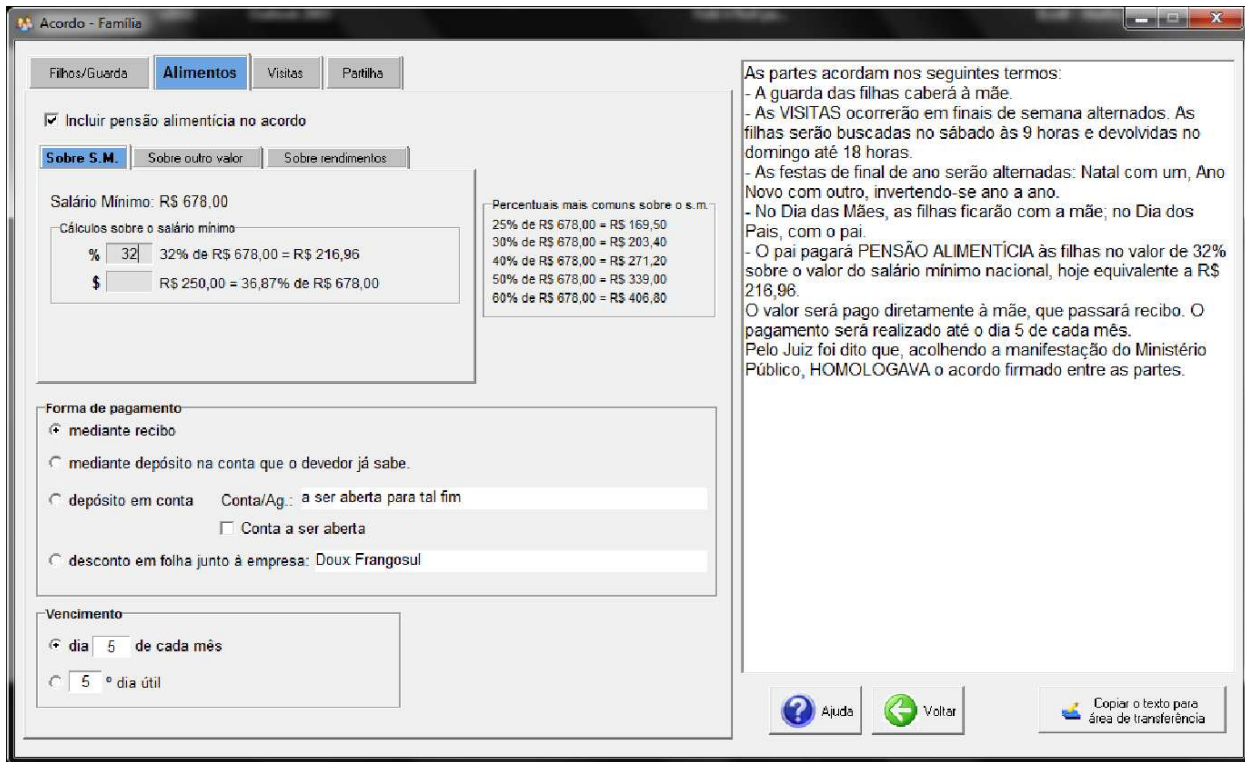 Acordo - Família
Filhos/Guarda
Alimentos
Visitas
Partilha
Incluir pensão alimentícia no acordo
Sobre S.M.
Sobre outro valor
Sobre rendimentos
Salário Mínimo: R$ 678,00
Cálculos sobre o salário mínimo
% 32 32% de R$ 678,00 = R$ 216,96
$ R$ 250,00 = 36,87% de R$ 678,00
Percentuais mais comuns sobre o s.m.
25% de R$ 678,00 = R$ 169,50
30% de R$ 678,00 = R$ 203,40
40% de R$ 678,00 = R$ 271,20
50% de R$ 678,00 = R$ 339,00
60% de R$ 678,00 = R$ 406,80
Forma de pagamento
mediante recibo
mediante depósito na conta que o devedor já sabe.
depósito em conta Conta/Ag.: a ser aberta para tal fim
Conta a ser aberta
desconto em folha junto à empresa: Doux Frangosul
Vencimento
dia 5 de cada mês
5 º dia útil
As partes acordam nos seguintes termos:
- A guarda das filhas caberá à mãe.
- As VISITAS ocorrerão em finais de semana alternados. As
filhas serão buscadas no sábado às 9 horas e devolvidas no
domingo até 18 horas.
- As festas de final de ano serão alternadas: Natal com um, Ano
Novo com outro, invertendo-se ano a ano.
- No Dia das Mães, as filhas ficarão com a mãe; no Dia dos
Pais, com o pai.
- O pai pagará PENSÃO ALIMENTÍCIA às filhas no valor de 32%
sobre o valor do salário mínimo nacional, hoje equivalente a R$
216,96.
O valor será pago diretamente à mãe, que passará recibo. O
pagamento será realizado até o dia 5 de cada mês.
Pelo Juiz foi dito que, acolhendo a manifestação do Ministério
Público, HOMOLOGAVA o acordo firmado entre as partes.
Ajuda
Voltar
Copiar o texto para
área de transferência